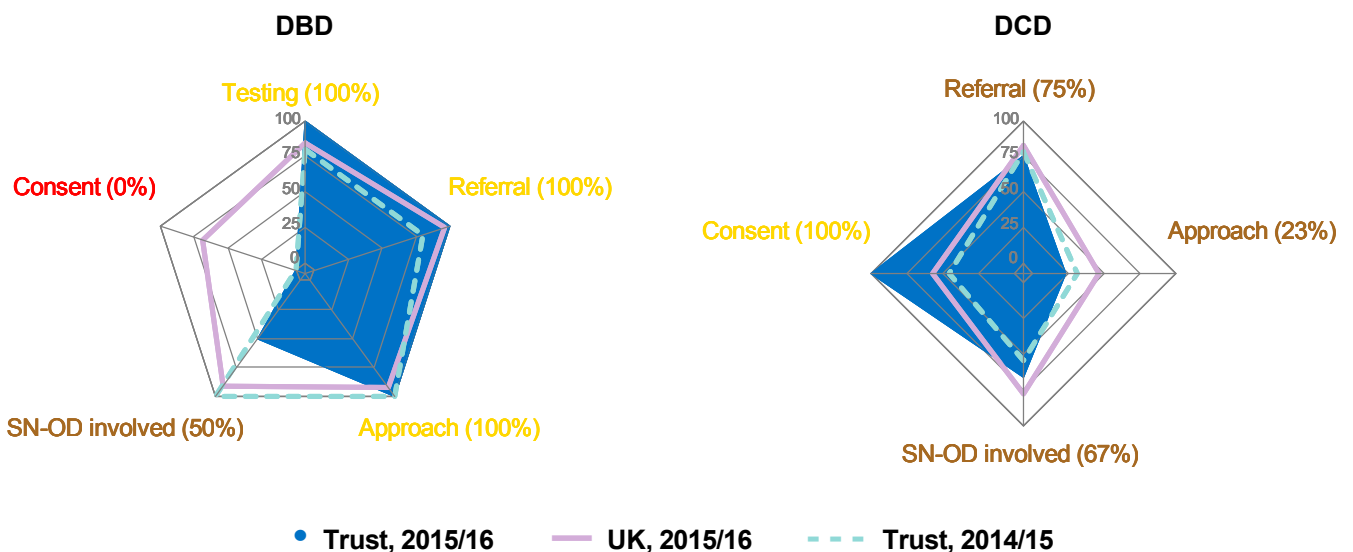 DBD
DCD
Testing (100%)
Referral (75%)
100
75
50
25
0
Consent (0%)
Referral (100%)
SN-OD involved (50%)
Approach (100%)
100
75
50
25
0
Consent (100%)
Approach (23%)
SN-OD involved (67%)
Trust, 2015/16
UK, 2015/16
Trust, 2014/15